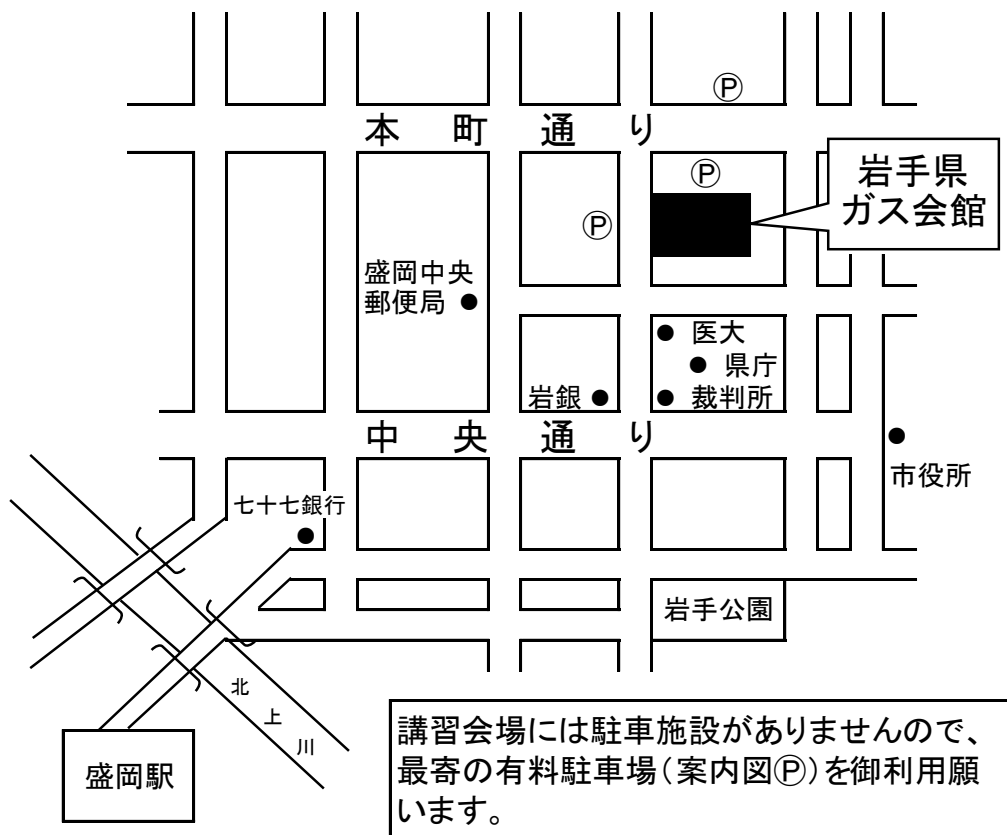 Ⓟ
本町通り
Ⓟ
岩手県
ガス会館
Ⓟ
盛岡中央
郵便局
医大
県庁
岩銀
裁判所
中央通り
市役所
七十七銀行
岩手公園
北上川
盛岡駅
講習会場には駐車施設がありませんので、
最寄の有料駐車場(案内図Ⓟ)を御利用願
います。